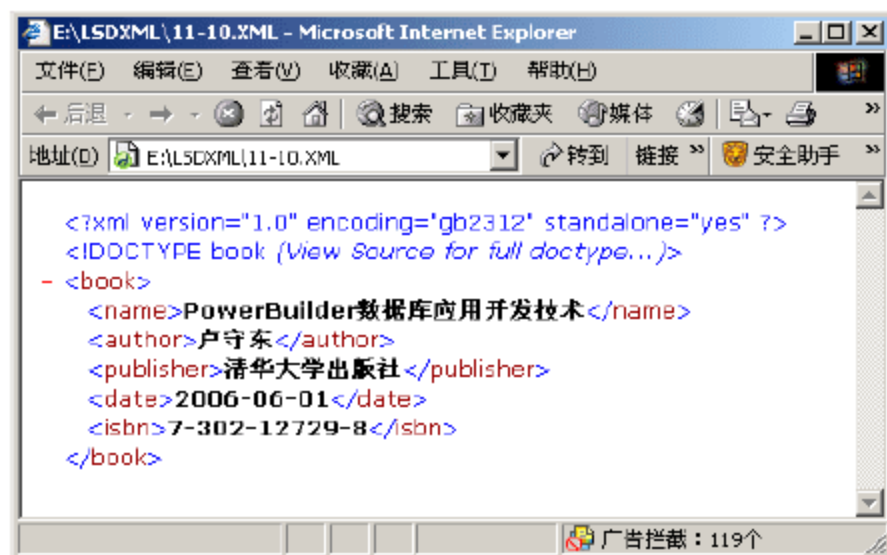 E:\LSDXML\11-10.XML - Microsoft Internet Explorer
文件(F) 编辑(E) 查看(V) 收藏(A) 工具(T) 帮助(H)
后退 搜索 收藏夹 媒体 »
地址(D) E:\LSDXML\11-10.XML 转到 链接 » 安全助手 »
<?xml version="1.0" encoding="gb2312" standalone="yes" ?>
<!DOCTYPE book (View Source for full doctype...)>
- <book>
<name>PowerBuilder数据库应用开发技术</name>
<author>卢守东</author>
<publisher>清华大学出版社</publisher>
<date>2006-06-01</date>
<isbn>7-302-12729-8</isbn>
</book>
广告拦截：119个